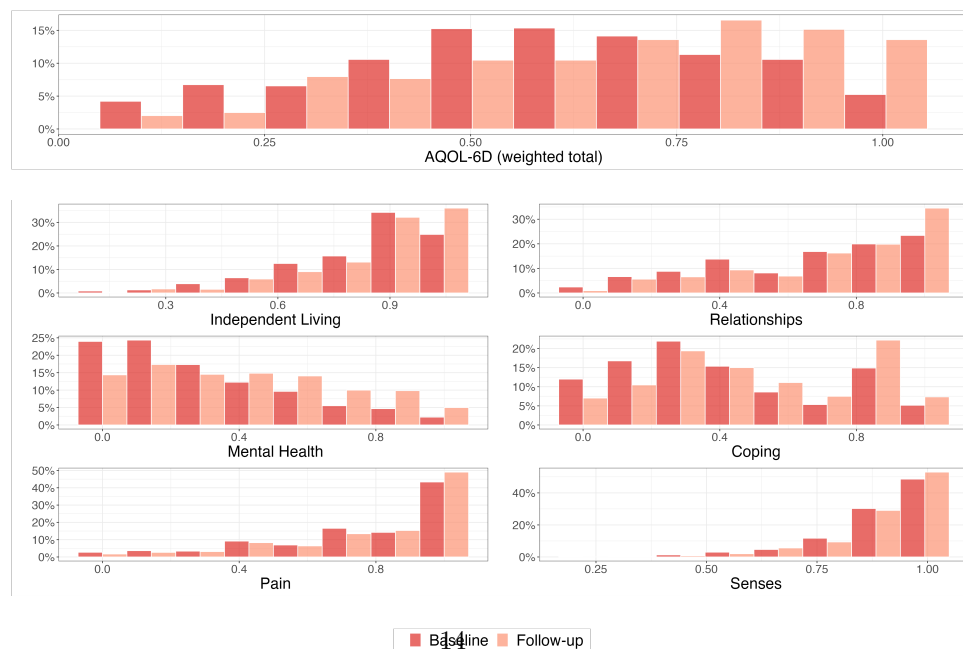 15%
10%
5%
0%
0.00 0.25 0.50 0.75 1.00
AQOL-6D (weighted total)
30%
20%
10%
0%
0.3 0.6 0.9
Independent Living
30%
20%
10%
0%
0.0 0.4 0.8
Relationships
25%
20%
15%
10%
5%
0%
0.0 0.4 0.8
Mental Health
20%
15%
10%
5%
0%
0.0 0.4 0.8
Coping
50%
40%
30%
20%
10%
0%
0.0 0.4 0.8
Pain
40%
20%
0%
0.25 0.50 0.75 1.00
Senses
Baseline Follow-up
14